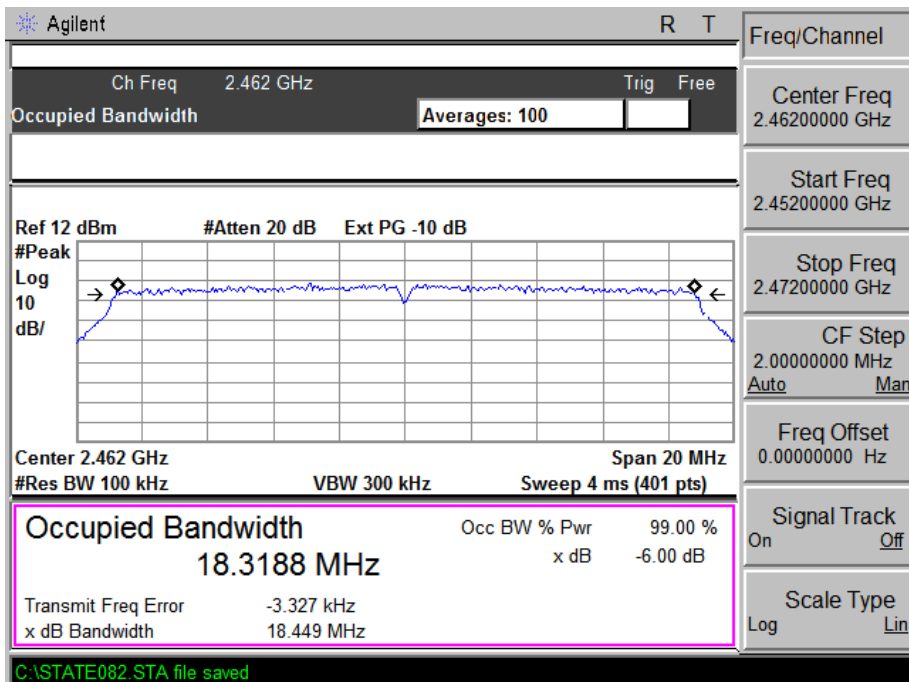 Agilent R T
Ch Freq 2.462 GHz Trig Free
Occupied Bandwidth Averages: 100
Ref 12 dBm #Atten 20 dB Ext PG -10 dB
#Peak
Log
10
dB/
Center 2.462 GHz Span 20 MHz
#Res BW 100 kHz VBW 300 kHz Sweep 4 ms (401 pts)
Occupied Bandwidth Occ BW % Pwr 99.00 %
18.3188 MHz x dB -6.00 dB
Transmit Freq Error -3.327 kHz
x dB Bandwidth 18.449 MHz
C:\STATE082.STA file saved
Freq/Channel
Center Freq
2.46200000 GHz
Start Freq
2.45200000 GHz
Stop Freq
2.47200000 GHz
CF Step
2.00000000 MHz
Auto Man
Freq Offset
0.00000000 Hz
Signal Track
On Off
Scale Type
Log Lin